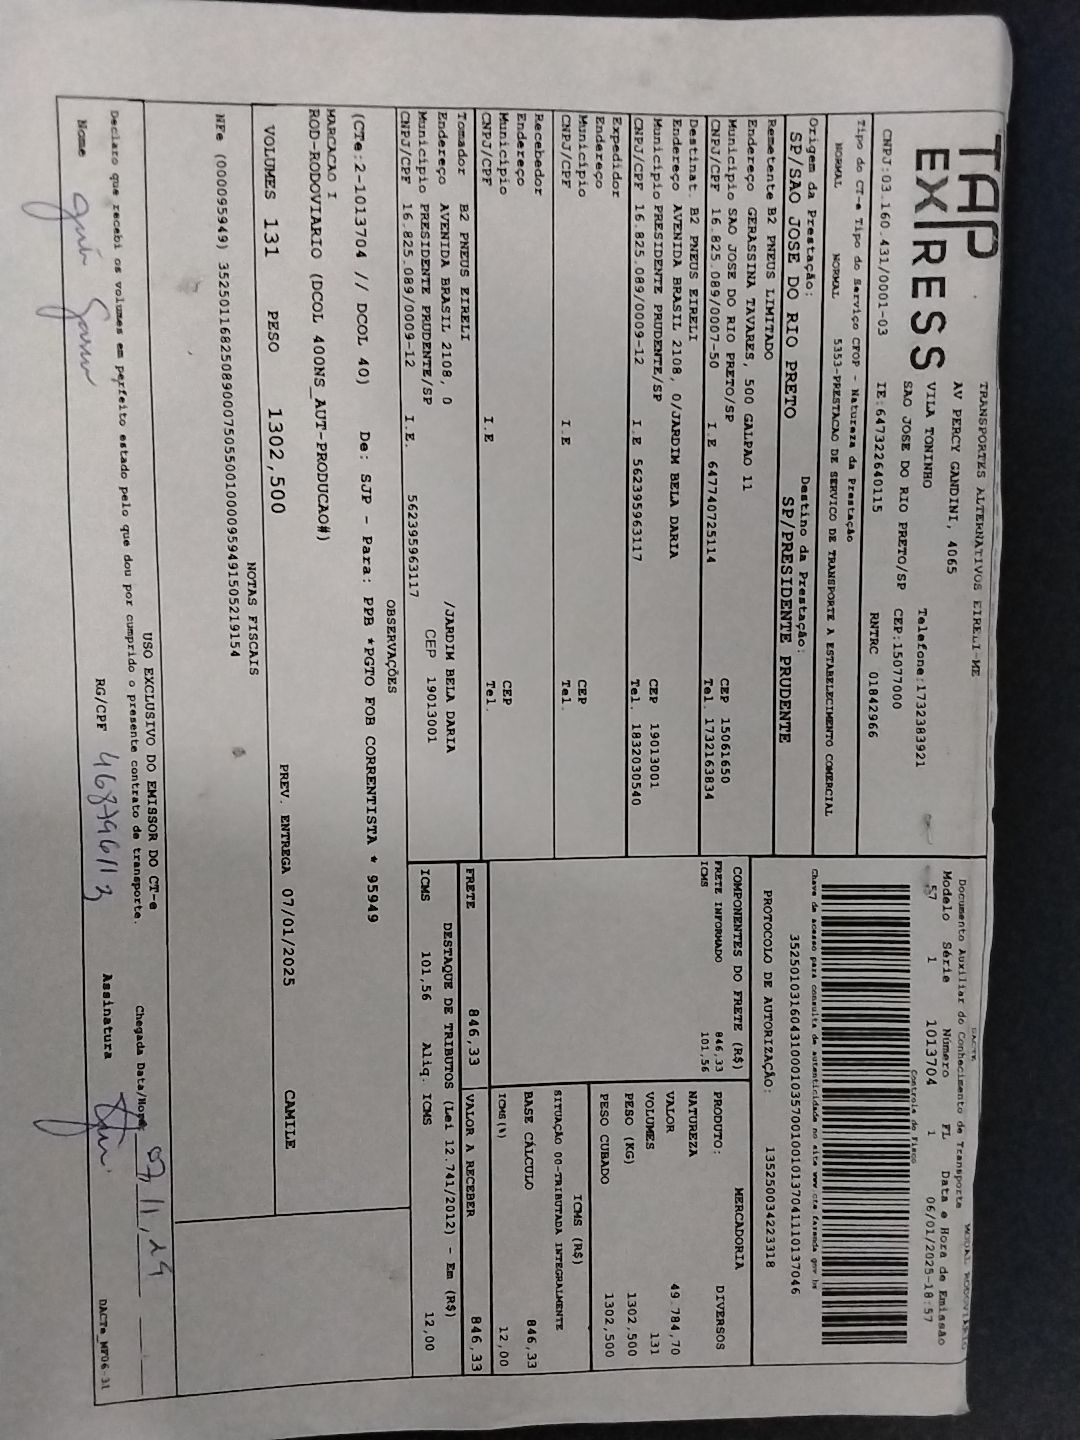 TAP
EXPRESS
TRANSPORTES ALTERNATIVOS EIRELI-ME
AV PERCY GANDINI, 4065
VILA TONINHO Telefone:1732383921
SAO JOSE DO RIO PRETO/SP CEP:15077000
CNPJ:03.160.431/0001-03 IE:647322640115 RNTRC 01842966
Tipo do CT-e Tipo do Serviço CFOP - Natureza da Prestação
NORMAL NORMAL 5353-PRESTACAO DE SERVICO DE TRANSPORTE A ESTABELECIMENTO COMERCIAL
Origem da Prestação: Destino da Prestação:
SP/SAO JOSE DO RIO PRETO SP/PRESIDENTE PRUDENTE
Remetente B2 PNEUS LIMITADO
Endereço GERASSINA TAVARES, 500 GALPAO 11
Município SAO JOSE DO RIO PRETO/SP CEP 15061650
CNPJ/CPF 16.825.089/0007-50 I.E 647740725114 Tel. 1732163834
Destinat. B2 PNEUS EIRELI
Endereço AVENIDA BRASIL 2108, 0/JARDIM BELA DARIA
Município PRESIDENTE PRUDENTE/SP CEP 19013001
CNPJ/CPF 16.825.089/0009-12 I.E 562395963117 Tel. 1832030540
Expedidor
Endereço
Município CEP
CNPJ/CPF I.E Tel.
Recebedor
Endereço
Município CEP
CNPJ/CPF I.E Tel.
Tomador B2 PNEUS EIRELI
Endereço AVENIDA BRASIL 2108, 0 /JARDIM BELA DARIA
Município PRESIDENTE PRUDENTE/SP CEP 19013001
CNPJ/CPF 16.825.089/0009-12 I.E. 562395963117
DACTE MODAL RODOVIÁRIO
Documento Auxiliar do Conhecimento de Transporte
Modelo Série Número FL Data e Hora de Emissão
57 1 1013704 1 06/01/2025-18:57
Controle do Fisco
35250103160431000103570010010137041110137046
Chave de acesso para consulta de autenticidade no site www.cte.fazenda.gov.br
PROTOCOLO DE AUTORIZAÇÃO: 135250034223318
COMPONENTES DO FRETE (R$)
FRETE INFORMADO 846,33
ICMS 101,56
MERCADORIA
PRODUTO: DIVERSOS
NATUREZA
VALOR 49.784,70
VOLUMES 131
PESO (KG) 1302,500
PESO CUBADO 1302,500
ICMS (R$)
SITUAÇÃO 00-TRIBUTADA INTEGRALMENTE
BASE CÁLCULO 846,33
ICMS(%) 12,00
FRETE 846,33 VALOR A RECEBER 846,33
DESTAQUE DE TRIBUTOS (Lei 12.741/2012) - Em (R$)
ICMS 101,56 Aliq. ICMS 12,00
OBSERVAÇÕES
(CTe:2-1013704 // DCOL 40) De: SJP - Para: PPB *PGTO FOB CORRENTISTA * 95949
MARCACAO I
ROD-RODOVIARIO (DCOL 400NS_AUT-PRODUCAO#)
VOLUMES 131 PESO 1302,500 PREV. ENTREGA 07/01/2025 CAMILE
NOTAS FISCAIS
NFe (000095949) 35250116825089000750550010000959491505219154
USO EXCLUSIVO DO EMISSOR DO CT-e
Declaro que recebi os volumes em perfeito estado pelo que dou por cumprido o presente contrato de transporte. Chegada Data/Hora
Nome RG/CPF Assinatura DACTe_MF06-31